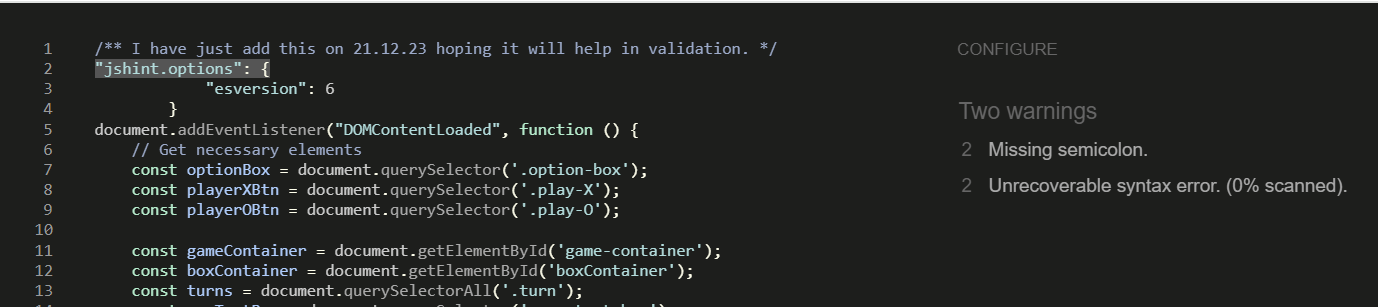 1 /** I have just add this on 21.12.23 hoping it will help in validation. */
2 "jshint.options": {
3 "esversion": 6
4 }
5 document.addEventListener("DOMContentLoaded", function () {
6 // Get necessary elements
7 const optionBox = document.querySelector('.option-box');
8 const playerXBtn = document.querySelector('.play-X');
9 const playerOBtn = document.querySelector('.play-O');
10
11 const gameContainer = document.getElementById('game-container');
12 const boxContainer = document.getElementById('boxContainer');
13 const turns = document.querySelectorAll('.turn');
CONFIGURE
Two warnings
2 Missing semicolon.
2 Unrecoverable syntax error. (0% scanned).